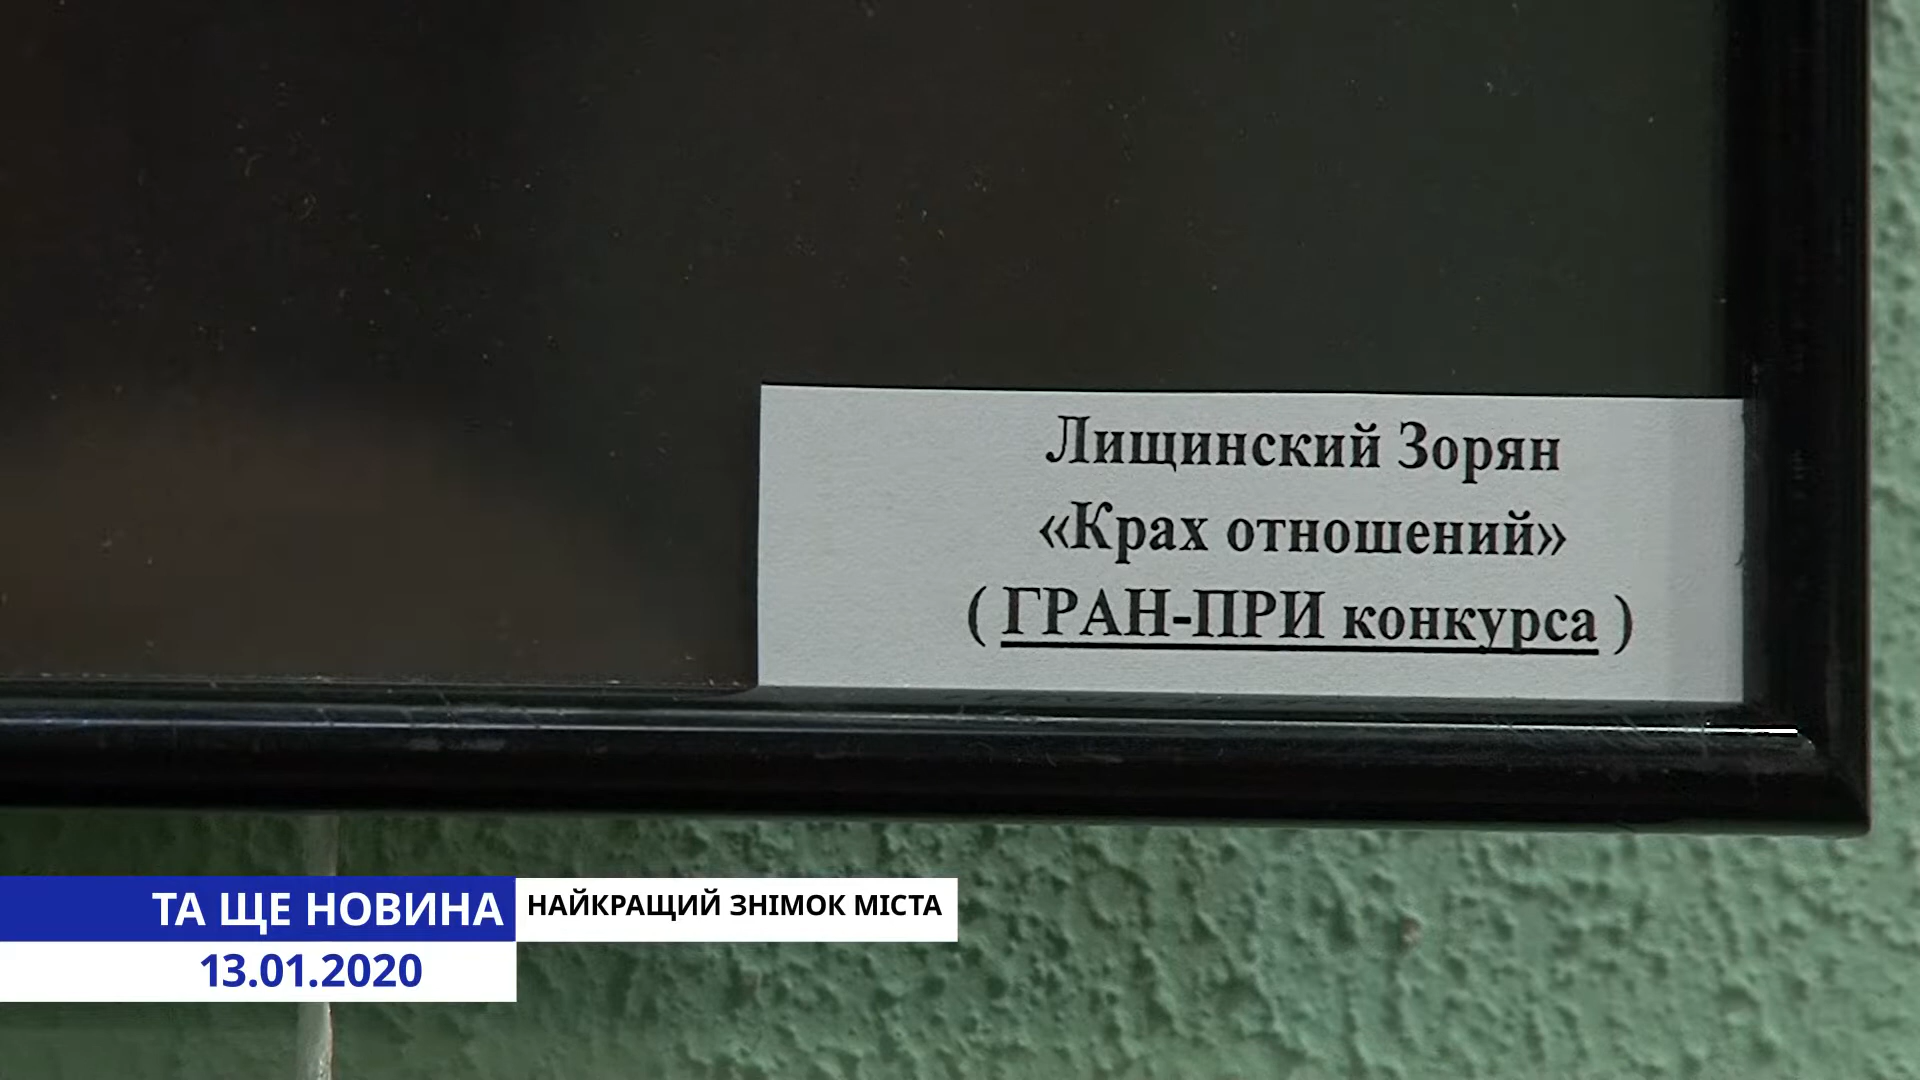 Лищинский Зорян
«Крах отношений»
( ГРАН-ПРИ конкурса )
ТА ЩЕ НОВИНА
НАЙКРАЩИЙ ЗНІМОК МІСТА
13.01.2020